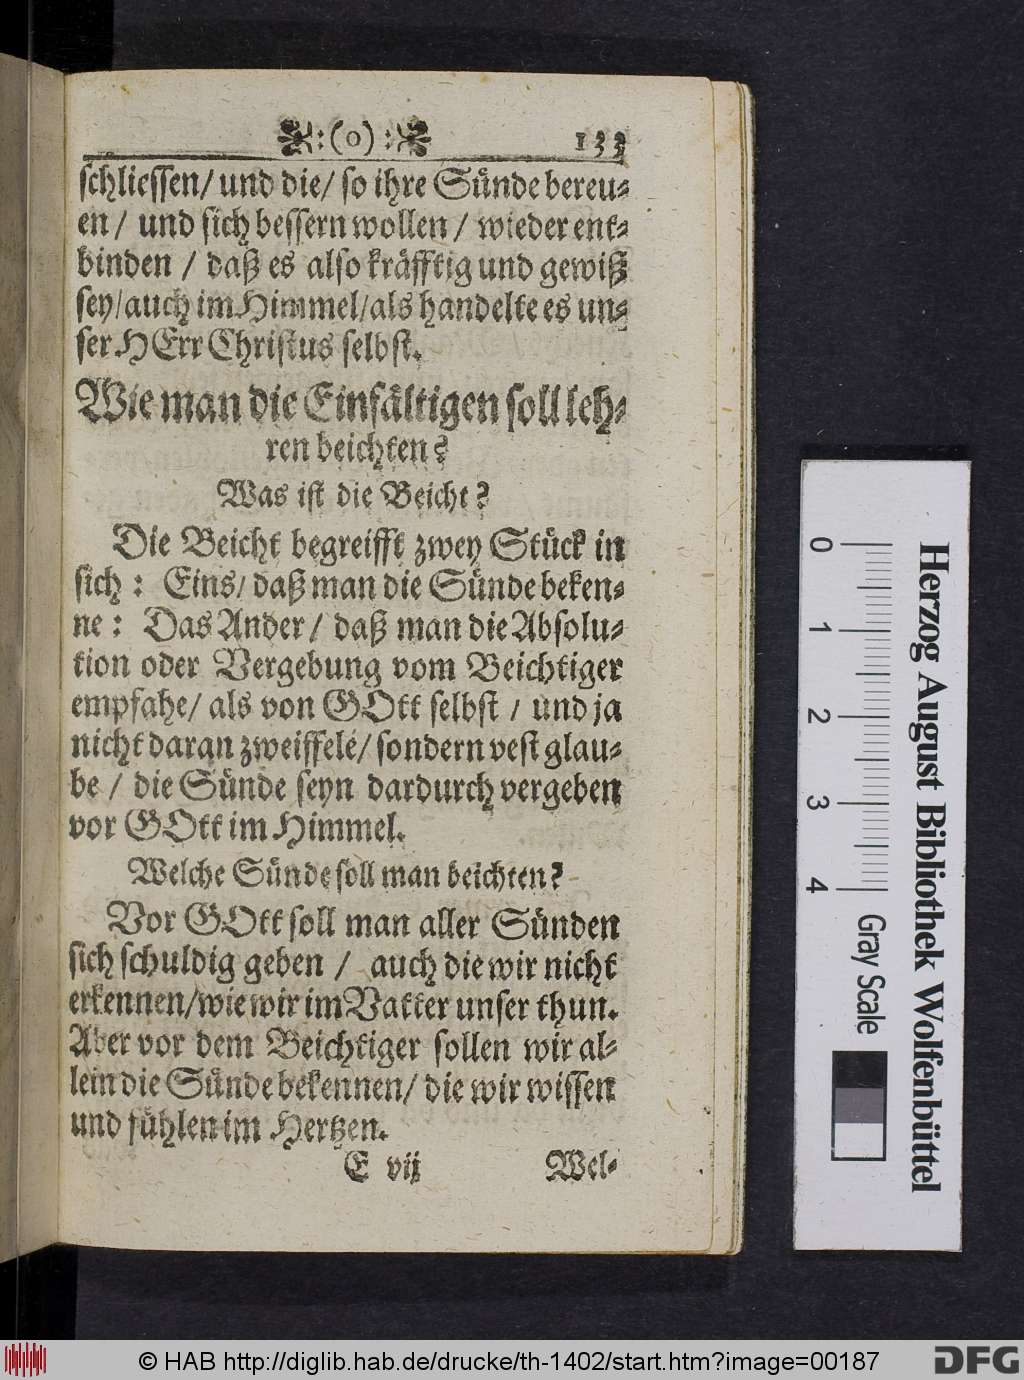 :(0): 133
schliessen/ und die/ so ihre Sünde bereu-
en / und sich bessern wollen / wieder ent-
binden / daß es also kräfftig und gewiß
sey/auch im Himmel/als handelte es un-
ser HErr Christus selbst.
Wie man die Einfältigen soll leh-
ren beichten?
Was ist die Beicht?
Die Beicht begreifft zwey Stück in
sich : Eins/ daß man die Sünde beken-
ne : Das Ander / daß man die Absolu-
tion oder Vergebung vom Beichtiger
empfahe/ als von GOtt selbst / und ja
nicht daran zweiffele/ sondern vest glau-
be / die Sünde seyn dardurch vergeben
vor GOtt im Himmel.
Welche Sünde soll man beichten?
Vor GOtt soll man aller Sünden
sich schuldig geben / auch die wir nicht
erkennen/wie wir im Vatter unser thun.
Aber vor dem Beichtiger sollen wir al-
lein die Sünde bekennen/ die wir wissen
und fühlen im Hertzen.
E vij Wel-
0 1 2 3 4
Gray Scale
Herzog August Bibliothek Wolfenbüttel
© HAB http://diglib.hab.de/drucke/th-1402/start.htm?image=00187
DFG